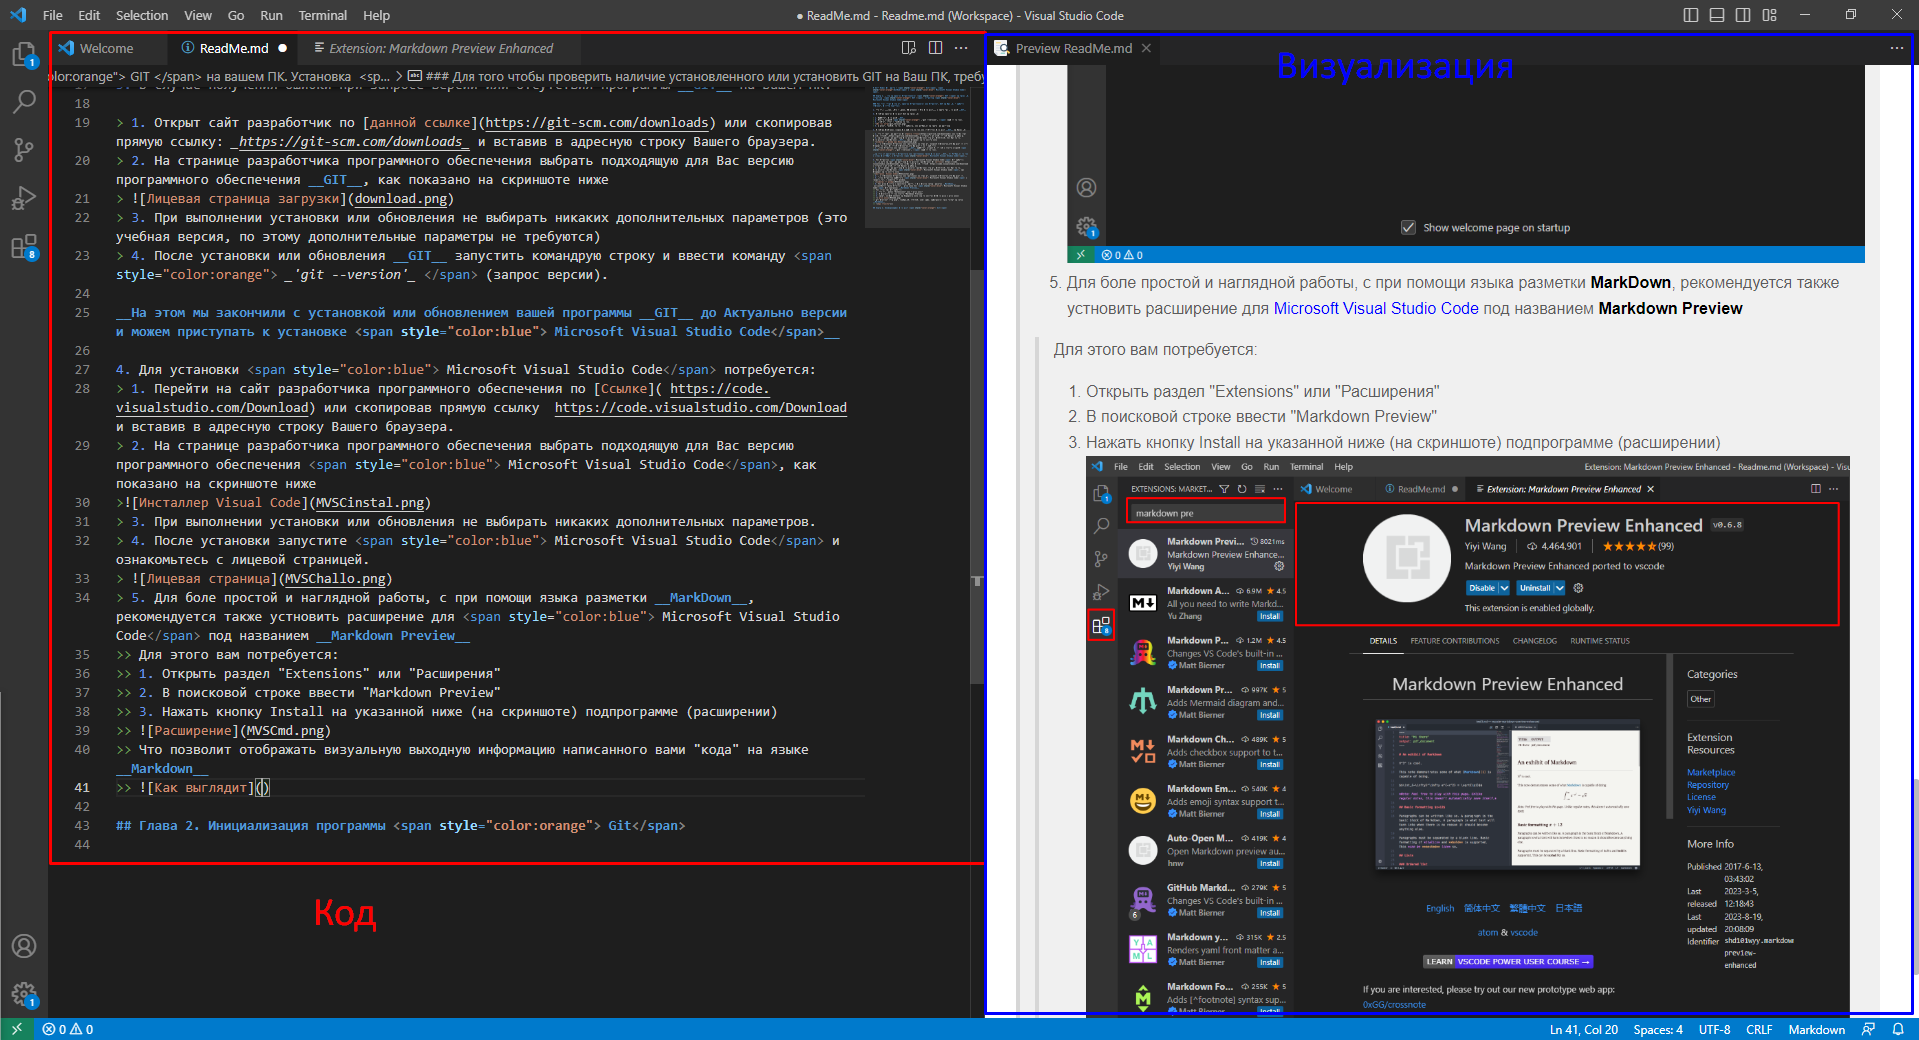 File Edit Selection View Go Run Terminal Help
● ReadMe.md - Readme.md (Workspace) - Visual Studio Code
Welcome ReadMe.md ● Extension: Markdown Preview Enhanced
olor:orange"> GIT </span> на вашем ПК. Установка <sp... > ### Для того чтобы проверить наличие установленного или установить GIT на Ваш ПК, треб
18
19 > 1. Открыт сайт разработчик по [данной ссылке](https://git-scm.com/downloads) или скопировав
прямую ссылку: _https://git-scm.com/downloads_ и вставив в адресную строку Вашего браузера.
20 > 2. На странице разработчика программного обеспечения выбрать подходящую для Вас версию
программного обеспечения __GIT__, как показано на скриншоте ниже
21 > ![Лицевая страница загрузки](download.png)
22 > 3. При выполнении установки или обновления не выбирать никаких дополнительных параметров (это
учебная версия, по этому дополнительные параметры не требуются)
23 > 4. После установки или обновления __GIT__ запустить командрую строку и ввести команду <span
style="color:orange"> _'git --version'_ </span> (запрос версии).
24
25 __На этом мы закончили с установкой или обновлением вашей программы __GIT__ до Актуально версии
и можем приступать к установке <span style="color:blue"> Microsoft Visual Studio Code</span>__
26
27 4. Для установки <span style="color:blue"> Microsoft Visual Studio Code</span> потребуется:
28 > 1. Перейти на сайт разработчика программного обеспечения по [Ссылке]( https://code.
visualstudio.com/Download) или скопировав прямую ссылку https://code.visualstudio.com/Download
и вставив в адресную строку Вашего браузера.
29 > 2. На странице разработчика программного обеспечения выбрать подходящую для Вас версию
программного обеспечения <span style="color:blue"> Microsoft Visual Studio Code</span>, как
показано на скриншоте ниже
30 >![Инсталлер Visual Code](MVSCinstal.png)
31 > 3. При выполнении установки или обновления не выбирать никаких дополнительных параметров.
32 > 4. После установки запустите <span style="color:blue"> Microsoft Visual Studio Code</span> и
ознакомьтесь с лицевой страницей.
33 > ![Лицевая страница](MVSChallo.png)
34 > 5. Для боле простой и наглядной работы, с при помощи языка разметки __MarkDown__,
рекомендуется также устновить расширение для <span style="color:blue"> Microsoft Visual Studio
Code</span> под названием __Markdown Preview__
35 >> Для этого вам потребуется:
36 >> 1. Открыть раздел "Extensions" или "Расширения"
37 >> 2. В поисковой строке ввести "Markdown Preview"
38 >> 3. Нажать кнопку Install на указанной ниже (на скриншоте) подпрограмме (расширении)
39 >> ![Расширение](MVSCmd.png)
40 >> Что позволит отображать визуальную выходную информацию написанного вами "кода" на языке
__Markdown__
41 >> ![Как выглядит]()
42
43 ## Глава 2. Инициализация программы <span style="color:orange"> Git</span>
44
Код
Preview ReadMe.md
Визуализация
Show welcome page on startup
0 0
5. Для боле простой и наглядной работы, с при помощи языка разметки MarkDown, рекомендуется также
устновить расширение для Microsoft Visual Studio Code под названием Markdown Preview
Для этого вам потребуется:
1. Открыть раздел "Extensions" или "Расширения"
2. В поисковой строке ввести "Markdown Preview"
3. Нажать кнопку Install на указанной ниже (на скриншоте) подпрограмме (расширении)
File Edit Selection View Go Run Terminal Help
Extension: Markdown Preview Enhanced - Readme.md (Workspace) - Visu
EXTENSIONS: MARKET...
Welcome ReadMe.md ● Extension: Markdown Preview Enhanced
markdown pre
Markdown Previ... 8021ms
Markdown Preview Enhance...
Yiyi Wang
Markdown A... 6.9M ★ 4.5
All you need to write Markd...
Yu Zhang Install
Markdown P... 1.2M ★ 4.5
Changes VS Code's built-in ...
Matt Bierner Install
Markdown Pr... 997K ★ 5
Adds Mermaid diagram and...
Matt Bierner Install
Markdown Ch... 489K ★ 5
Adds checkbox support to t...
Matt Bierner Install
Markdown Em... 540K ★ 4
Adds emoji syntax support t...
Matt Bierner Install
Auto-Open M... 419K ★ 4
Open Markdown preview au...
hnw Install
GitHub Markd... 279K ★ 5
Changes VS Code's built-in ...
Matt Bierner Install
Markdown y... 315K ★ 2.5
Renders yaml front matter a...
Matt Bierner Install
Markdown Fo... 255K ★ 5
Adds [^footnote] syntax sup...
Matt Bierner Install
Markdown Preview Enhanced v0.6.8
Yiyi Wang 4,464,901 ★★★★★(99)
Markdown Preview Enhanced ported to vscode
Disable Uninstall
This extension is enabled globally.
DETAILS FEATURE CONTRIBUTIONS CHANGELOG RUNTIME STATUS
Markdown Preview Enhanced
An exhibit of Markdown
English 简体中文 繁體中文 日本語
atom & vscode
LEARN VSCODE POWER USER COURSE →
If you are interested, please try out our new prototype web app:
0xGG/crossnote
Categories
Other
Extension
Resources
Marketplace
Repository
License
Yiyi Wang
More Info
Published 2017-6-13,
03:43:02
Last 2023-3-5,
released 12:18:43
Last 2023-8-19,
updated 20:08:09
Identifier shd101wyy.markdown
preview-
enhanced
0 0
Ln 41, Col 20 Spaces: 4 UTF-8 CRLF Markdown